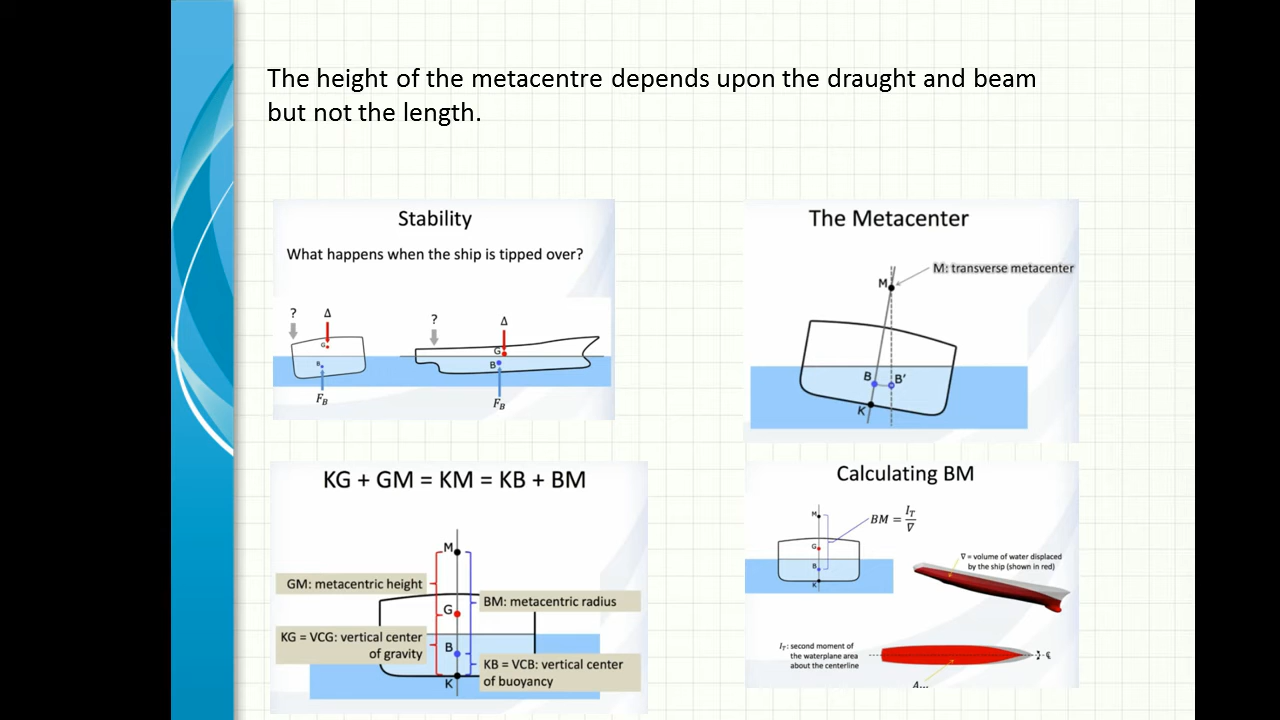 The height of the metacentre depends upon the draught and beam
but not the length.
Stability
What happens when the ship is tipped over?
?
Δ
G
B
F_B
?
Δ
G
B
F_B
The Metacenter
M: transverse metacenter
M
B
B'
K
KG + GM = KM = KB + BM
M
GM: metacentric height
BM: metacentric radius
G
KG = VCG: vertical center
of gravity
B
KB = VCB: vertical center
of buoyancy
K
Calculating BM
M
BM = I_T/∇
G
B
K
∇ = volume of water displaced
by the ship (shown in red)
I_T: second moment of
the waterplane area
about the centerline